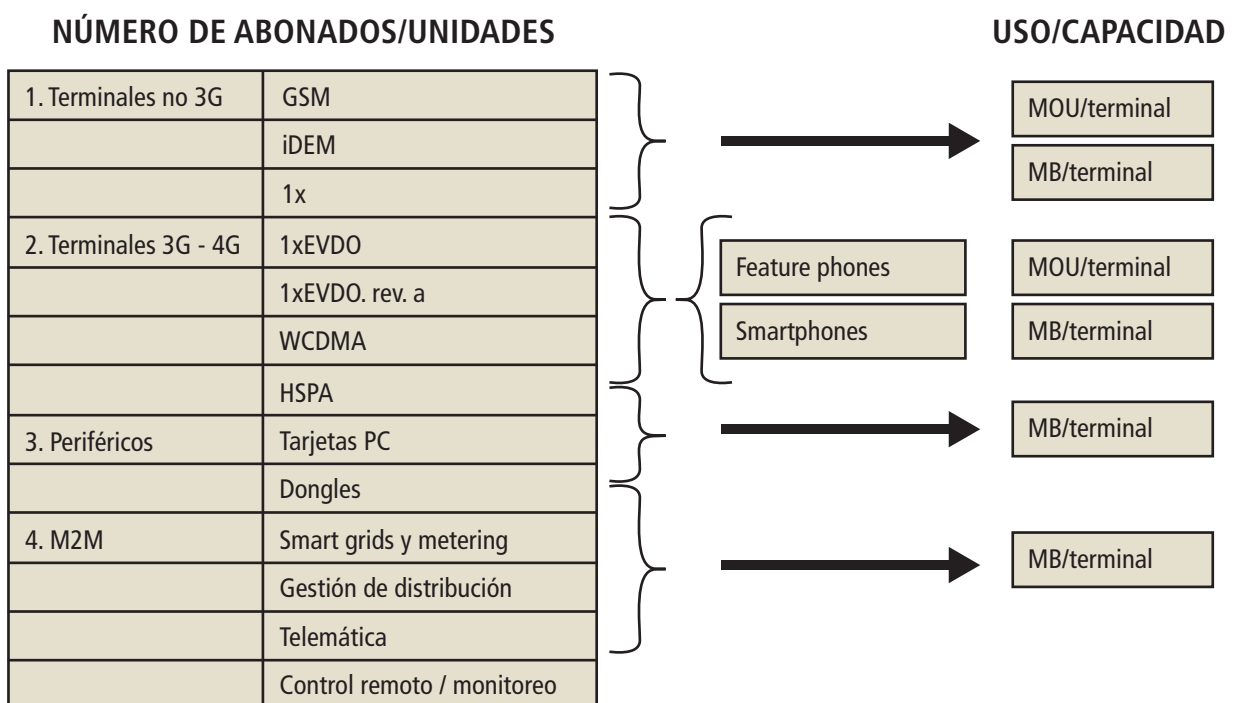 NÚMERO DE ABONADOS/UNIDADES
USO/CAPACIDAD
1. Terminales no 3G
GSM
iDEM
1x
2. Terminales 3G - 4G
1xEVDO
1xEVDO. rev. a
WCDMA
HSPA
3. Periféricos
Tarjetas PC
Dongles
4. M2M
Smart grids y metering
Gestión de distribución
Telemática
Control remoto / monitoreo
Feature phones
Smartphones
MOU/terminal
MB/terminal
MOU/terminal
MB/terminal
MB/terminal
MB/terminal